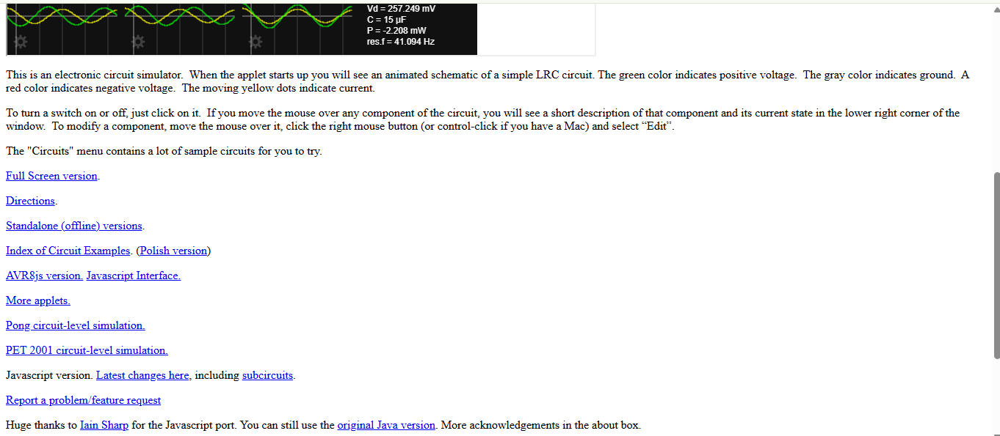 Vd = 257.249 mV
C = 15 µF
P = -2.208 mW
res.f = 41.094 Hz
This is an electronic circuit simulator.  When the applet starts up you will see an animated schematic of a simple LRC circuit. The green color indicates positive voltage.  The gray color indicates ground.  A
red color indicates negative voltage.  The moving yellow dots indicate current.
To turn a switch on or off, just click on it.  If you move the mouse over any component of the circuit, you will see a short description of that component and its current state in the lower right corner of the
window.  To modify a component, move the mouse over it, click the right mouse button (or control-click if you have a Mac) and select “Edit”.
The "Circuits" menu contains a lot of sample circuits for you to try.
Full Screen version.
Directions.
Standalone (offline) versions.
Index of Circuit Examples. (Polish version)
AVR8js version. Javascript Interface.
More applets.
Pong circuit-level simulation.
PET 2001 circuit-level simulation.
Javascript version. Latest changes here, including subcircuits.
Report a problem/feature request
Huge thanks to Iain Sharp for the Javascript port. You can still use the original Java version. More acknowledgements in the about box.